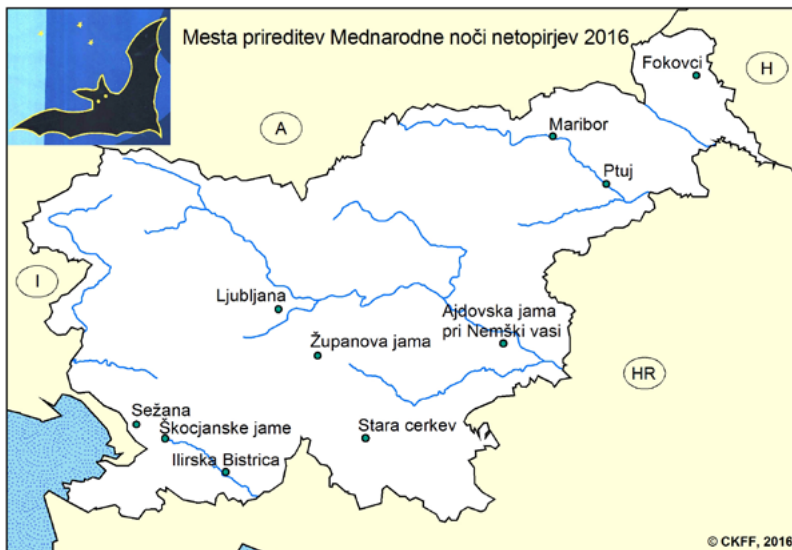 Mesta prireditev Mednarodne noči netopirjev 2016
Fokovci
H
A
Maribor
Ptuj
I
Ljubljana
Ajdovska jama
pri Nemški vasi
Županova jama
HR
Sežana
Škocjanske jame
Stara cerkev
Ilirska Bistrica
© CKFF, 2016